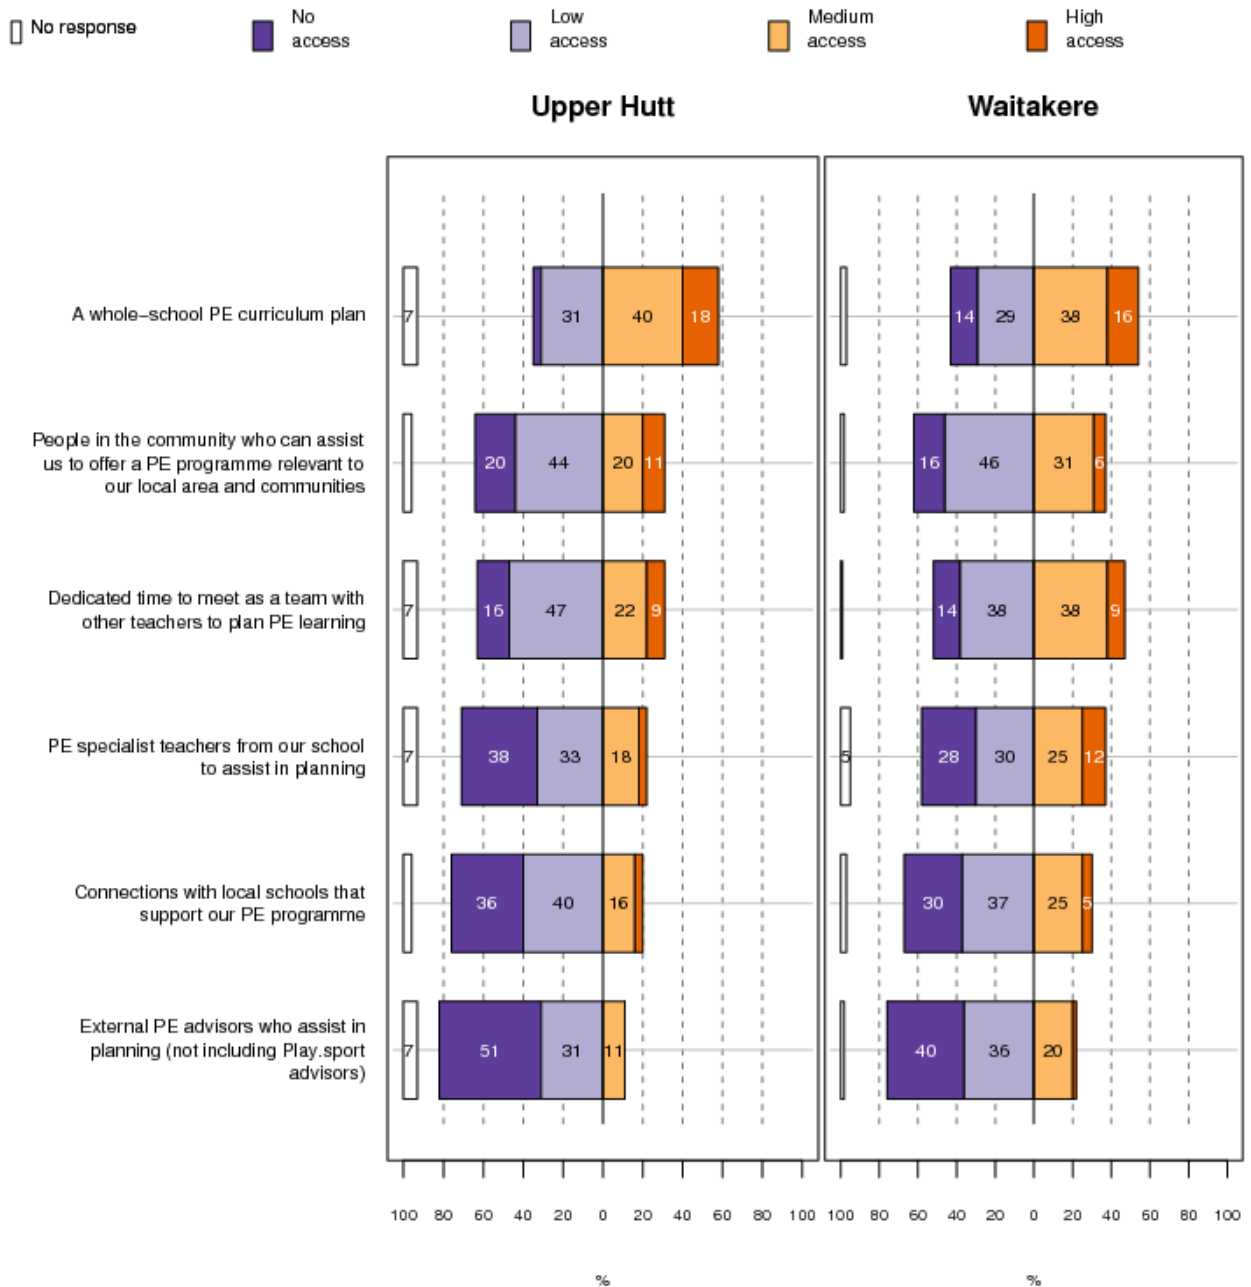 No response
No
access
Low
access
Medium
access
High
access
Upper Hutt
Waitakere
A whole-school PE curriculum plan
7 31 40 18
14 29 38 16
People in the community who can assist
us to offer a PE programme relevant to
our local area and communities
20 44 20 11
16 46 31 6
Dedicated time to meet as a team with
other teachers to plan PE learning
7 16 47 22 9
14 38 38 9
PE specialist teachers from our school
to assist in planning
7 38 33 18
5 28 30 25 12
Connections with local schools that
support our PE programme
36 40 16
30 37 25 5
External PE advisors who assist in
planning (not including Play.sport
advisors)
7 51 31 11
40 36 20
100 80 60 40 20 0 20 40 60 80 100
100 80 60 40 20 0 20 40 60 80 100
%
%